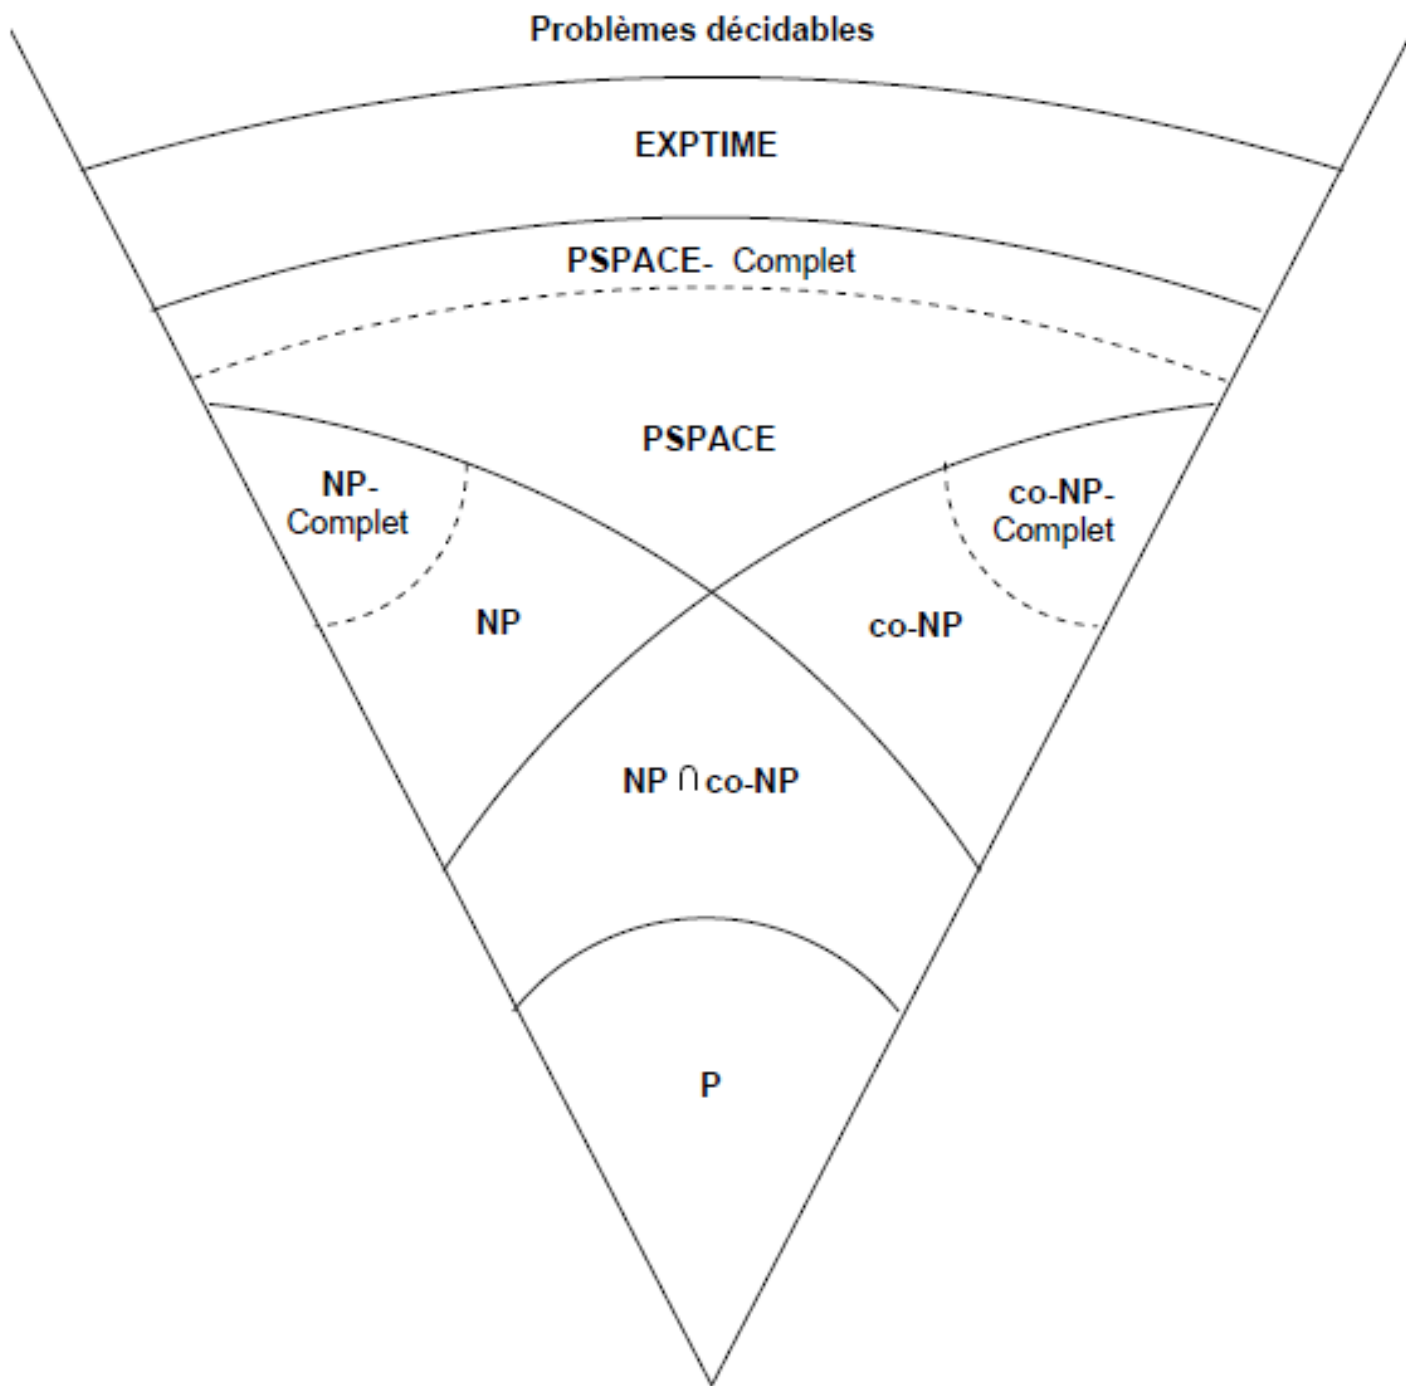 Problèmes décidables
EXPTIME
PSPACE- Complet
PSPACE
NP-
Complet
co-NP-
Complet
NP
co-NP
NP ∩ co-NP
P